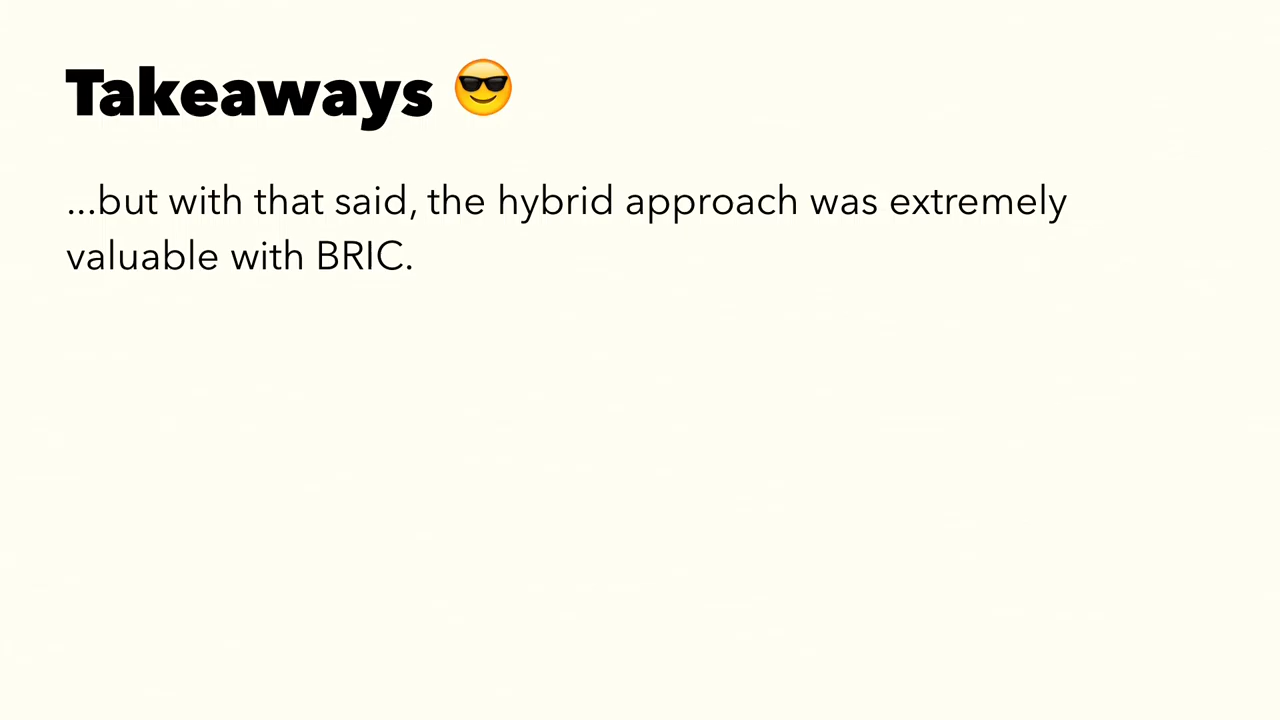 Takeaways 😎
...but with that said, the hybrid approach was extremely
valuable with BRIC.